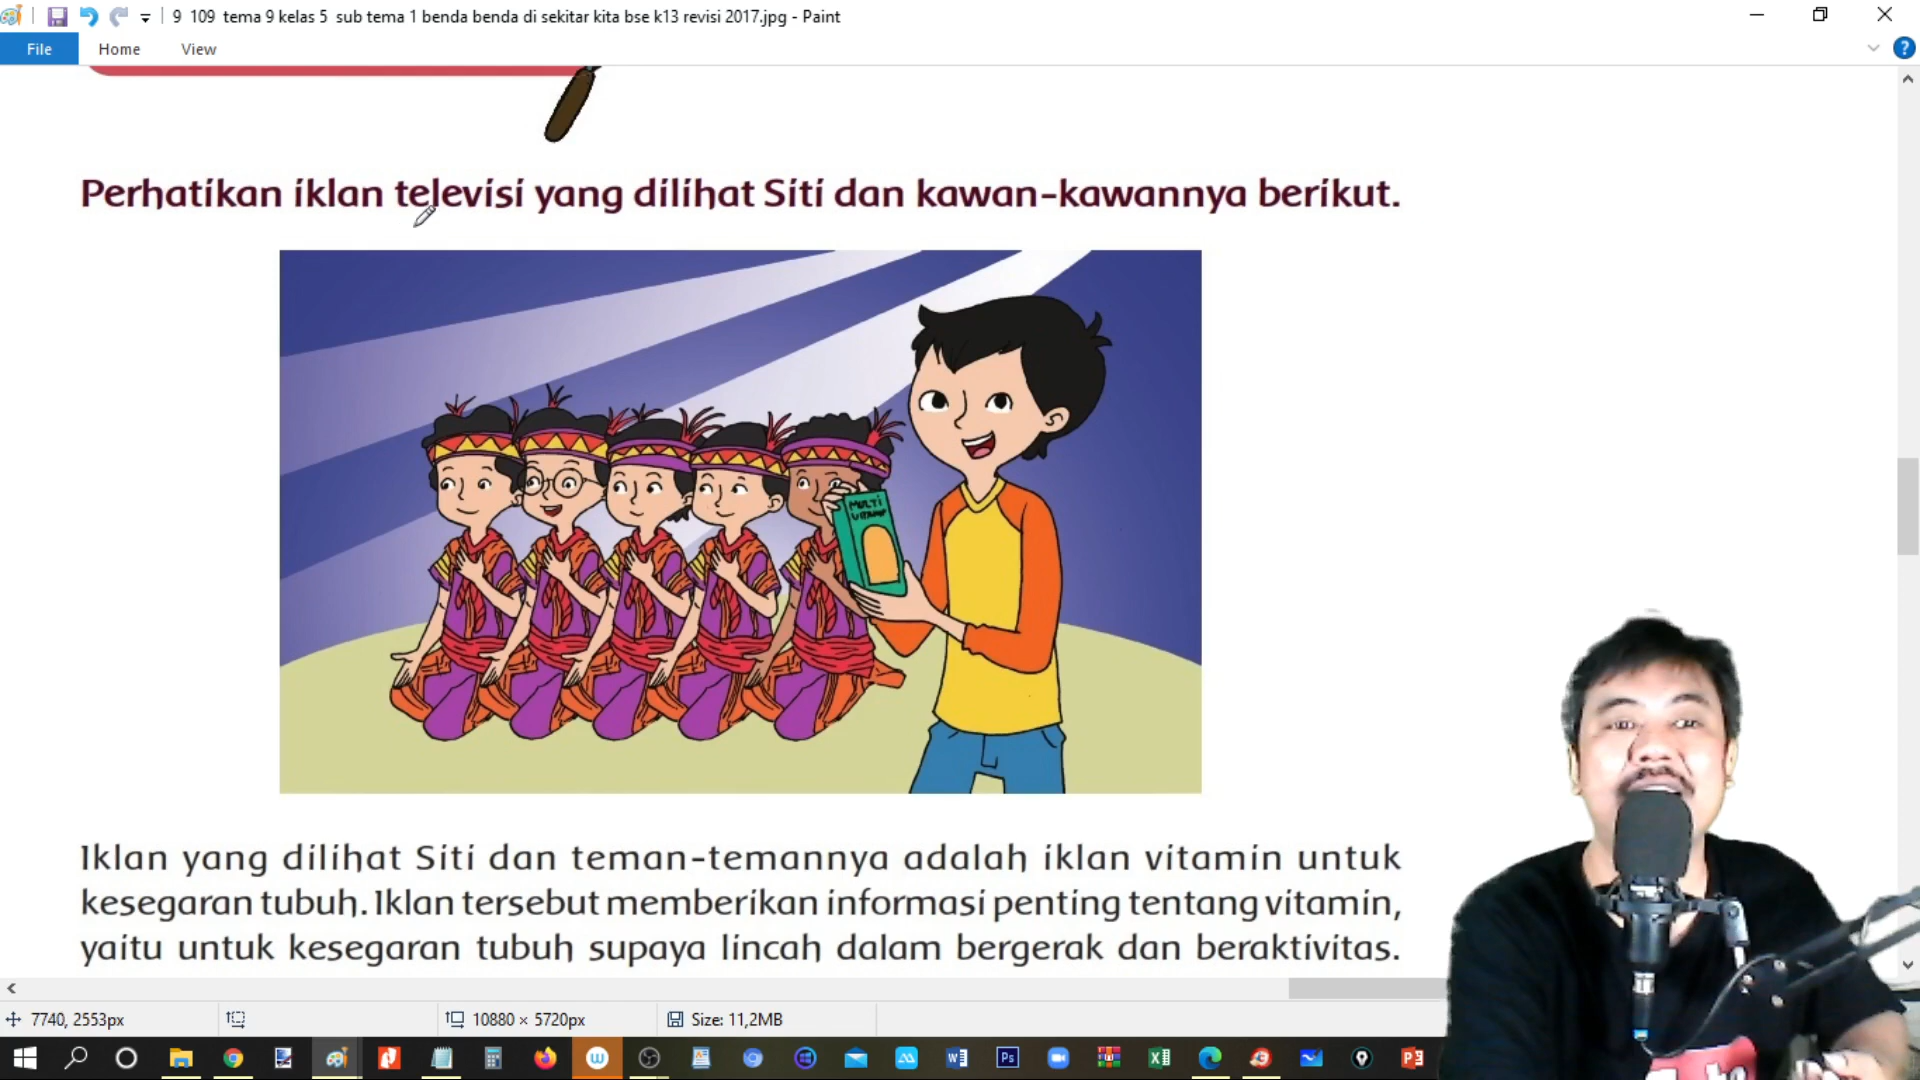 9 109 tema 9 kelas 5 sub tema 1 benda benda di sekitar kita bse k13 revisi 2017.jpg - Paint
File Home View
Perhatikan iklan televisi yang dilihat Siti dan kawan-kawannya berikut.
MULTI
VITAMIN
Iklan yang dilihat Siti dan teman-temannya adalah iklan vitamin untuk
kesegaran tubuh. Iklan tersebut memberikan informasi penting tentang vitamin,
yaitu untuk kesegaran tubuh supaya lincah dalam bergerak dan beraktivitas.
7740, 2553px 10880 × 5720px Size: 11,2MB